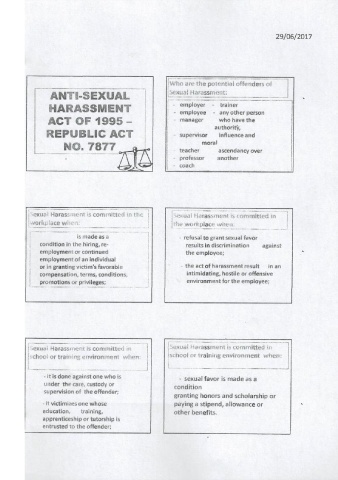 29/06/2017
ANTI-SEXUAL
HARASSMENT
ACT OF 1995 –
REPUBLIC ACT
NO. 7877
Who are the potential offenders of
Sexual Harassment:
- employer - trainer
- employee - any other person
- manager who have the
authority,
- supervisor influence and
moral
teacher ascendancy over
- professor another
- coach
Sexual Harassment is committed in the
workplace when:
is made as a
condition in the hiring, re-
employment or continued
employment of an individual
or in granting victim's favorable
compensation, terms, conditions,
promotions or privileges;
Sexual Harassment is committed in
the workplace when:
- refusal to grant sexual favor
results in discrimination against
the employee;
- the act of harassment result in an
intimidating, hostile or offensive
environment for the employee;
Sexual Harassment is committed in
school or training environment when:
- It is done against one who is
under the care, custody or
supervision of the offender;
- It victimizes one whose
education, training,
apprenticeship or tutorship is
entrusted to the offender;
Sexual Harassment is committed in
school or training environment when:
- sexual favor is made as a
condition
granting honors and scholarship or
paying a stipend, allowance or
other benefits.